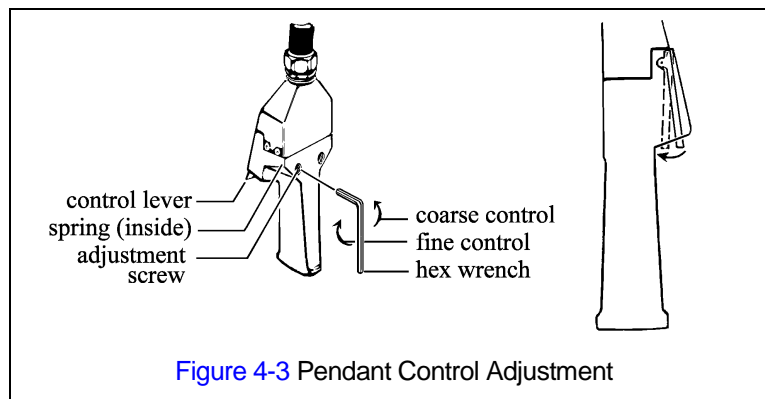 control lever
spring (inside)
adjustment
screw
coarse control
fine control
hex wrench
Figure 4-3 Pendant Control Adjustment